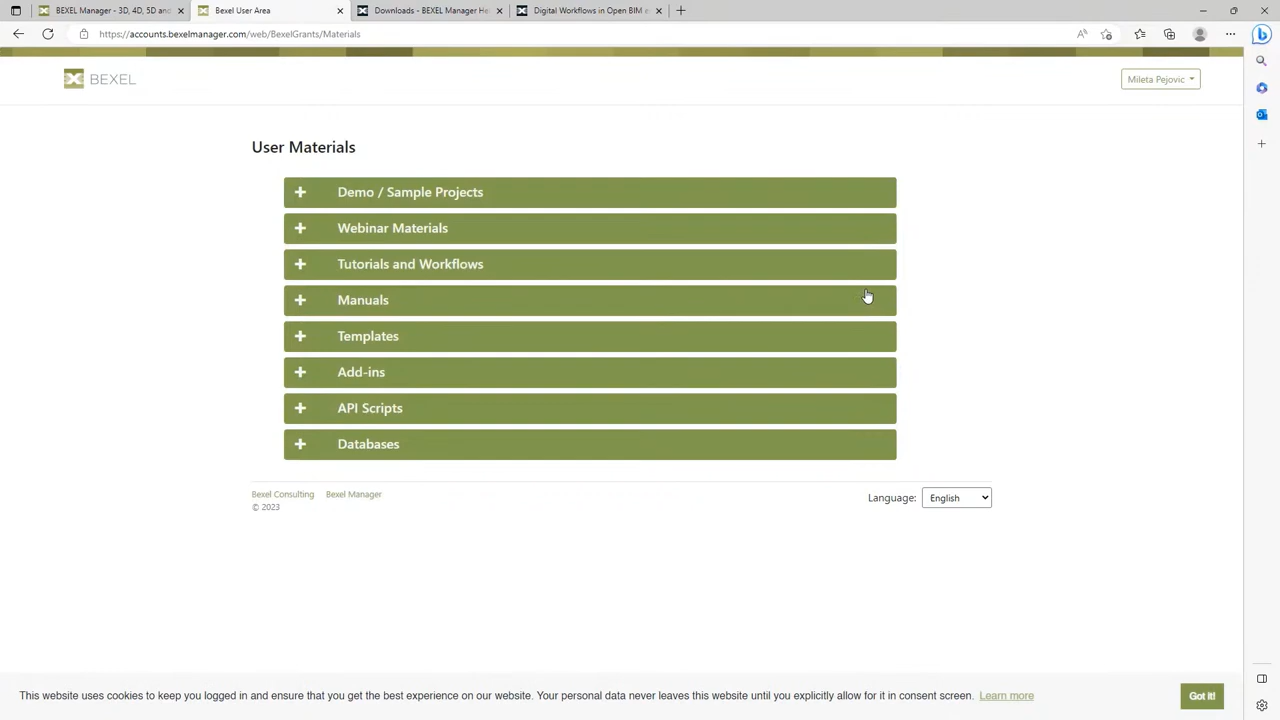 BEXEL Manager - 3D, 4D, 5D and
Bexel User Area
Downloads - BEXEL Manager He
Digital Workflows in Open BIM e
https://accounts.bexelmanager.com/web/BexelGrants/Materials
BEXEL
Mileta Pejovic
User Materials
Demo / Sample Projects
Webinar Materials
Tutorials and Workflows
Manuals
Templates
Add-ins
API Scripts
Databases
Bexel Consulting Bexel Manager
Language: English
© 2023
This website uses cookies to keep you logged in and ensure that you get the best experience on our website. Your personal data never leaves this website until you explicitly allow for it in consent screen. Learn more
Got it!